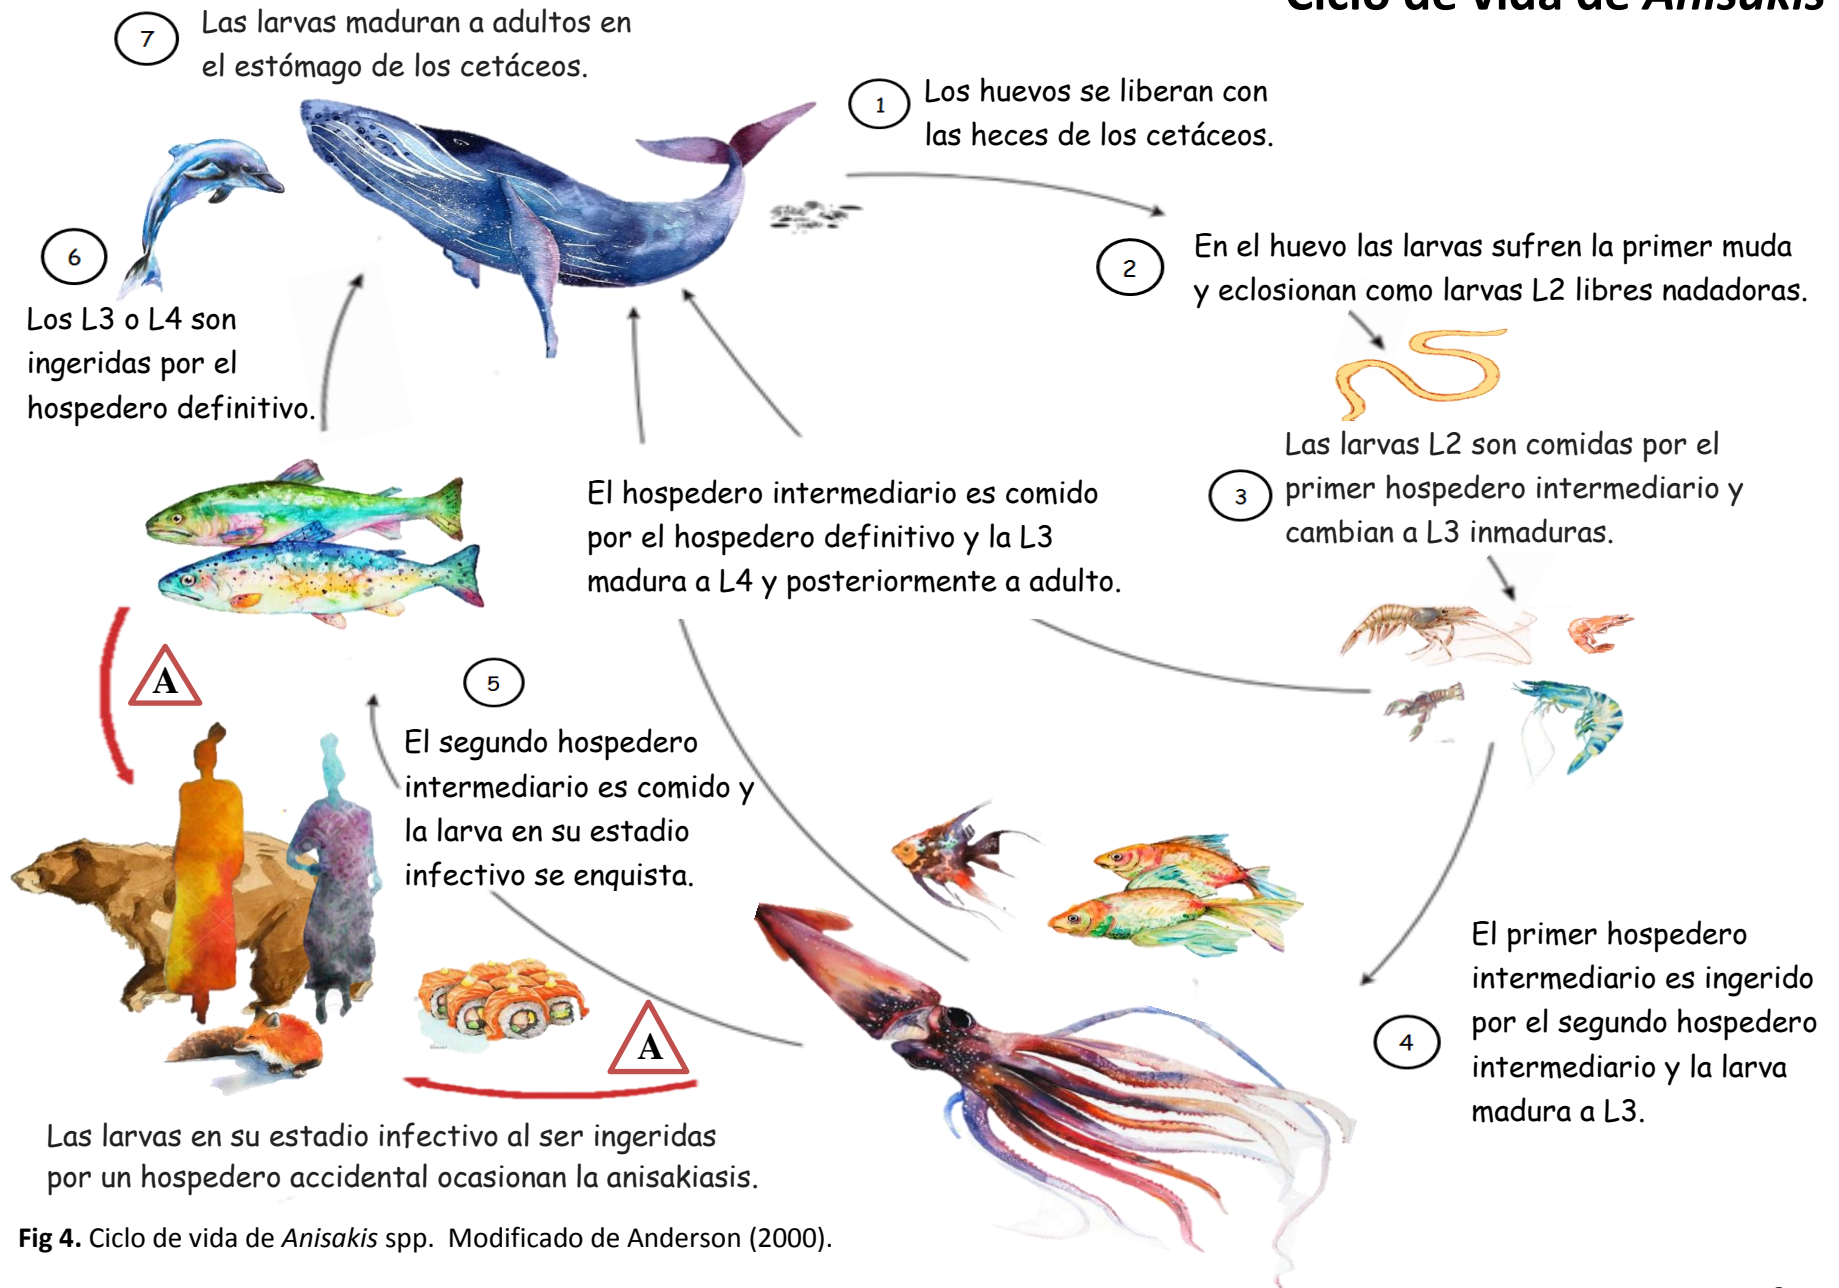 Ciclo de vida de Anisakis
7
Las larvas maduran a adultos en
el estómago de los cetáceos.
1
Los huevos se liberan con
las heces de los cetáceos.
2
En el huevo las larvas sufren la primer muda
y eclosionan como larvas L2 libres nadadoras.
6
Los L3 o L4 son
ingeridas por el
hospedero definitivo.
3
Las larvas L2 son comidas por el
primer hospedero intermediario y
cambian a L3 inmaduras.
El hospedero intermediario es comido
por el hospedero definitivo y la L3
madura a L4 y posteriormente a adulto.
A
5
El segundo hospedero
intermediario es comido y
la larva en su estadio
infectivo se enquista.
4
El primer hospedero
intermediario es ingerido
por el segundo hospedero
intermediario y la larva
madura a L3.
A
Las larvas en su estadio infectivo al ser ingeridas
por un hospedero accidental ocasionan la anisakiasis.
Fig 4. Ciclo de vida de Anisakis spp. Modificado de Anderson (2000).